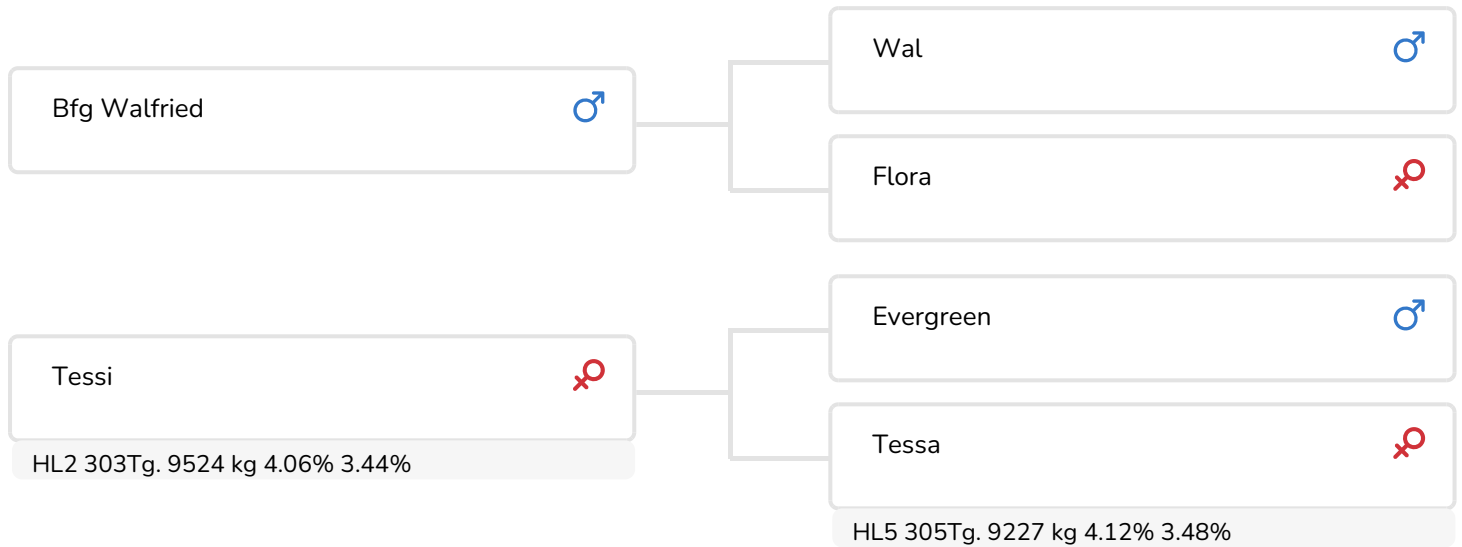 Wal
Bfg Walfried
Flora
Evergreen
Tessi
HL2 303Tg. 9524 kg 4.06% 3.44%
Tessa
HL5 305Tg. 9227 kg 4.12% 3.48%